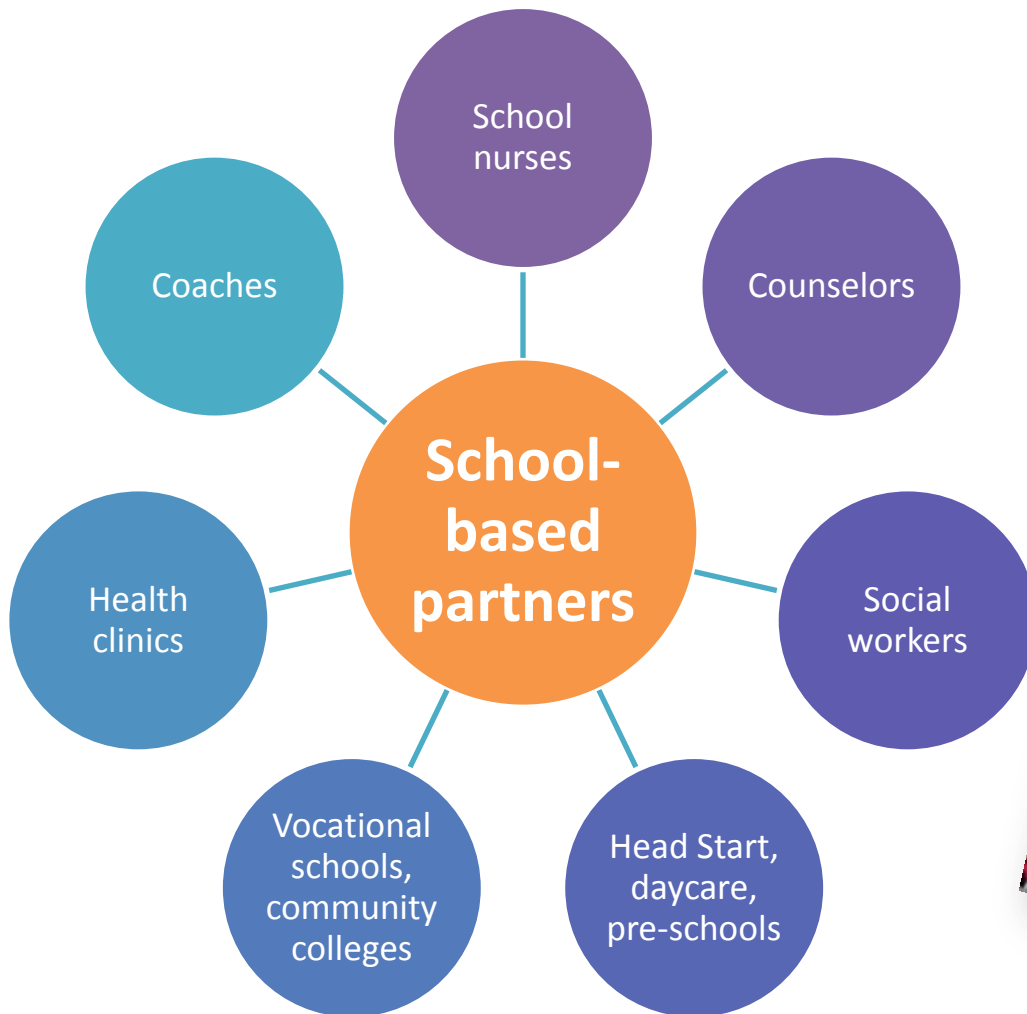 School
nurses
Coaches
Counselors
School-
based
partners
Health
clinics
Social
workers
Vocational
schools,
community
colleges
Head Start,
daycare,
pre-schools